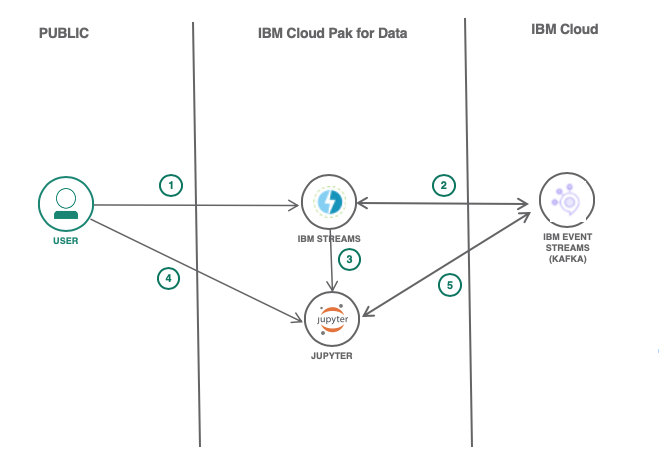 PUBLIC
IBM Cloud Pak for Data
IBM Cloud
1
2
USER
IBM STREAMS
IBM EVENT
STREAMS
(KAFKA)
3
4
5
jupyter
JUPYTER